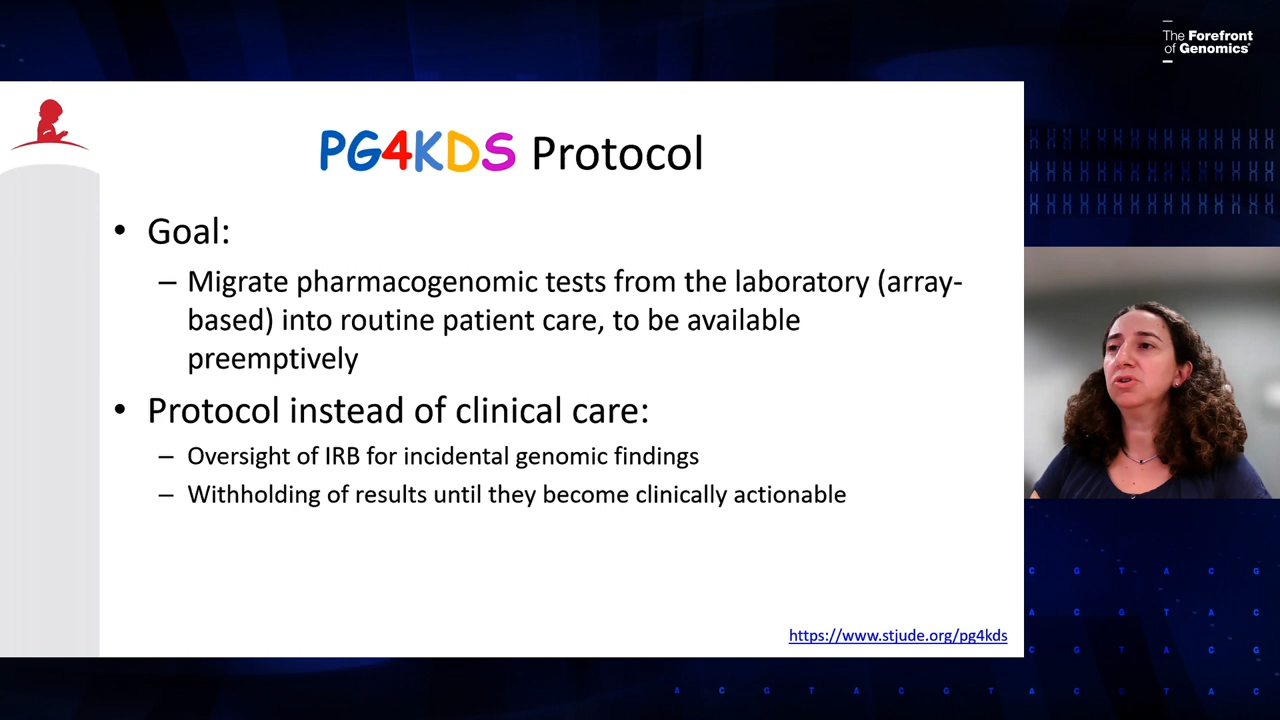 The Forefront
of Genomics®
PG4KDS Protocol
• Goal:
– Migrate pharmacogenomic tests from the laboratory (array-
based) into routine patient care, to be available
preemptively
• Protocol instead of clinical care:
– Oversight of IRB for incidental genomic findings
– Withholding of results until they become clinically actionable
https://www.stjude.org/pg4kds
C G T A C G
A C G T A C
G T A C G
A C G T A C G T A C G T A C